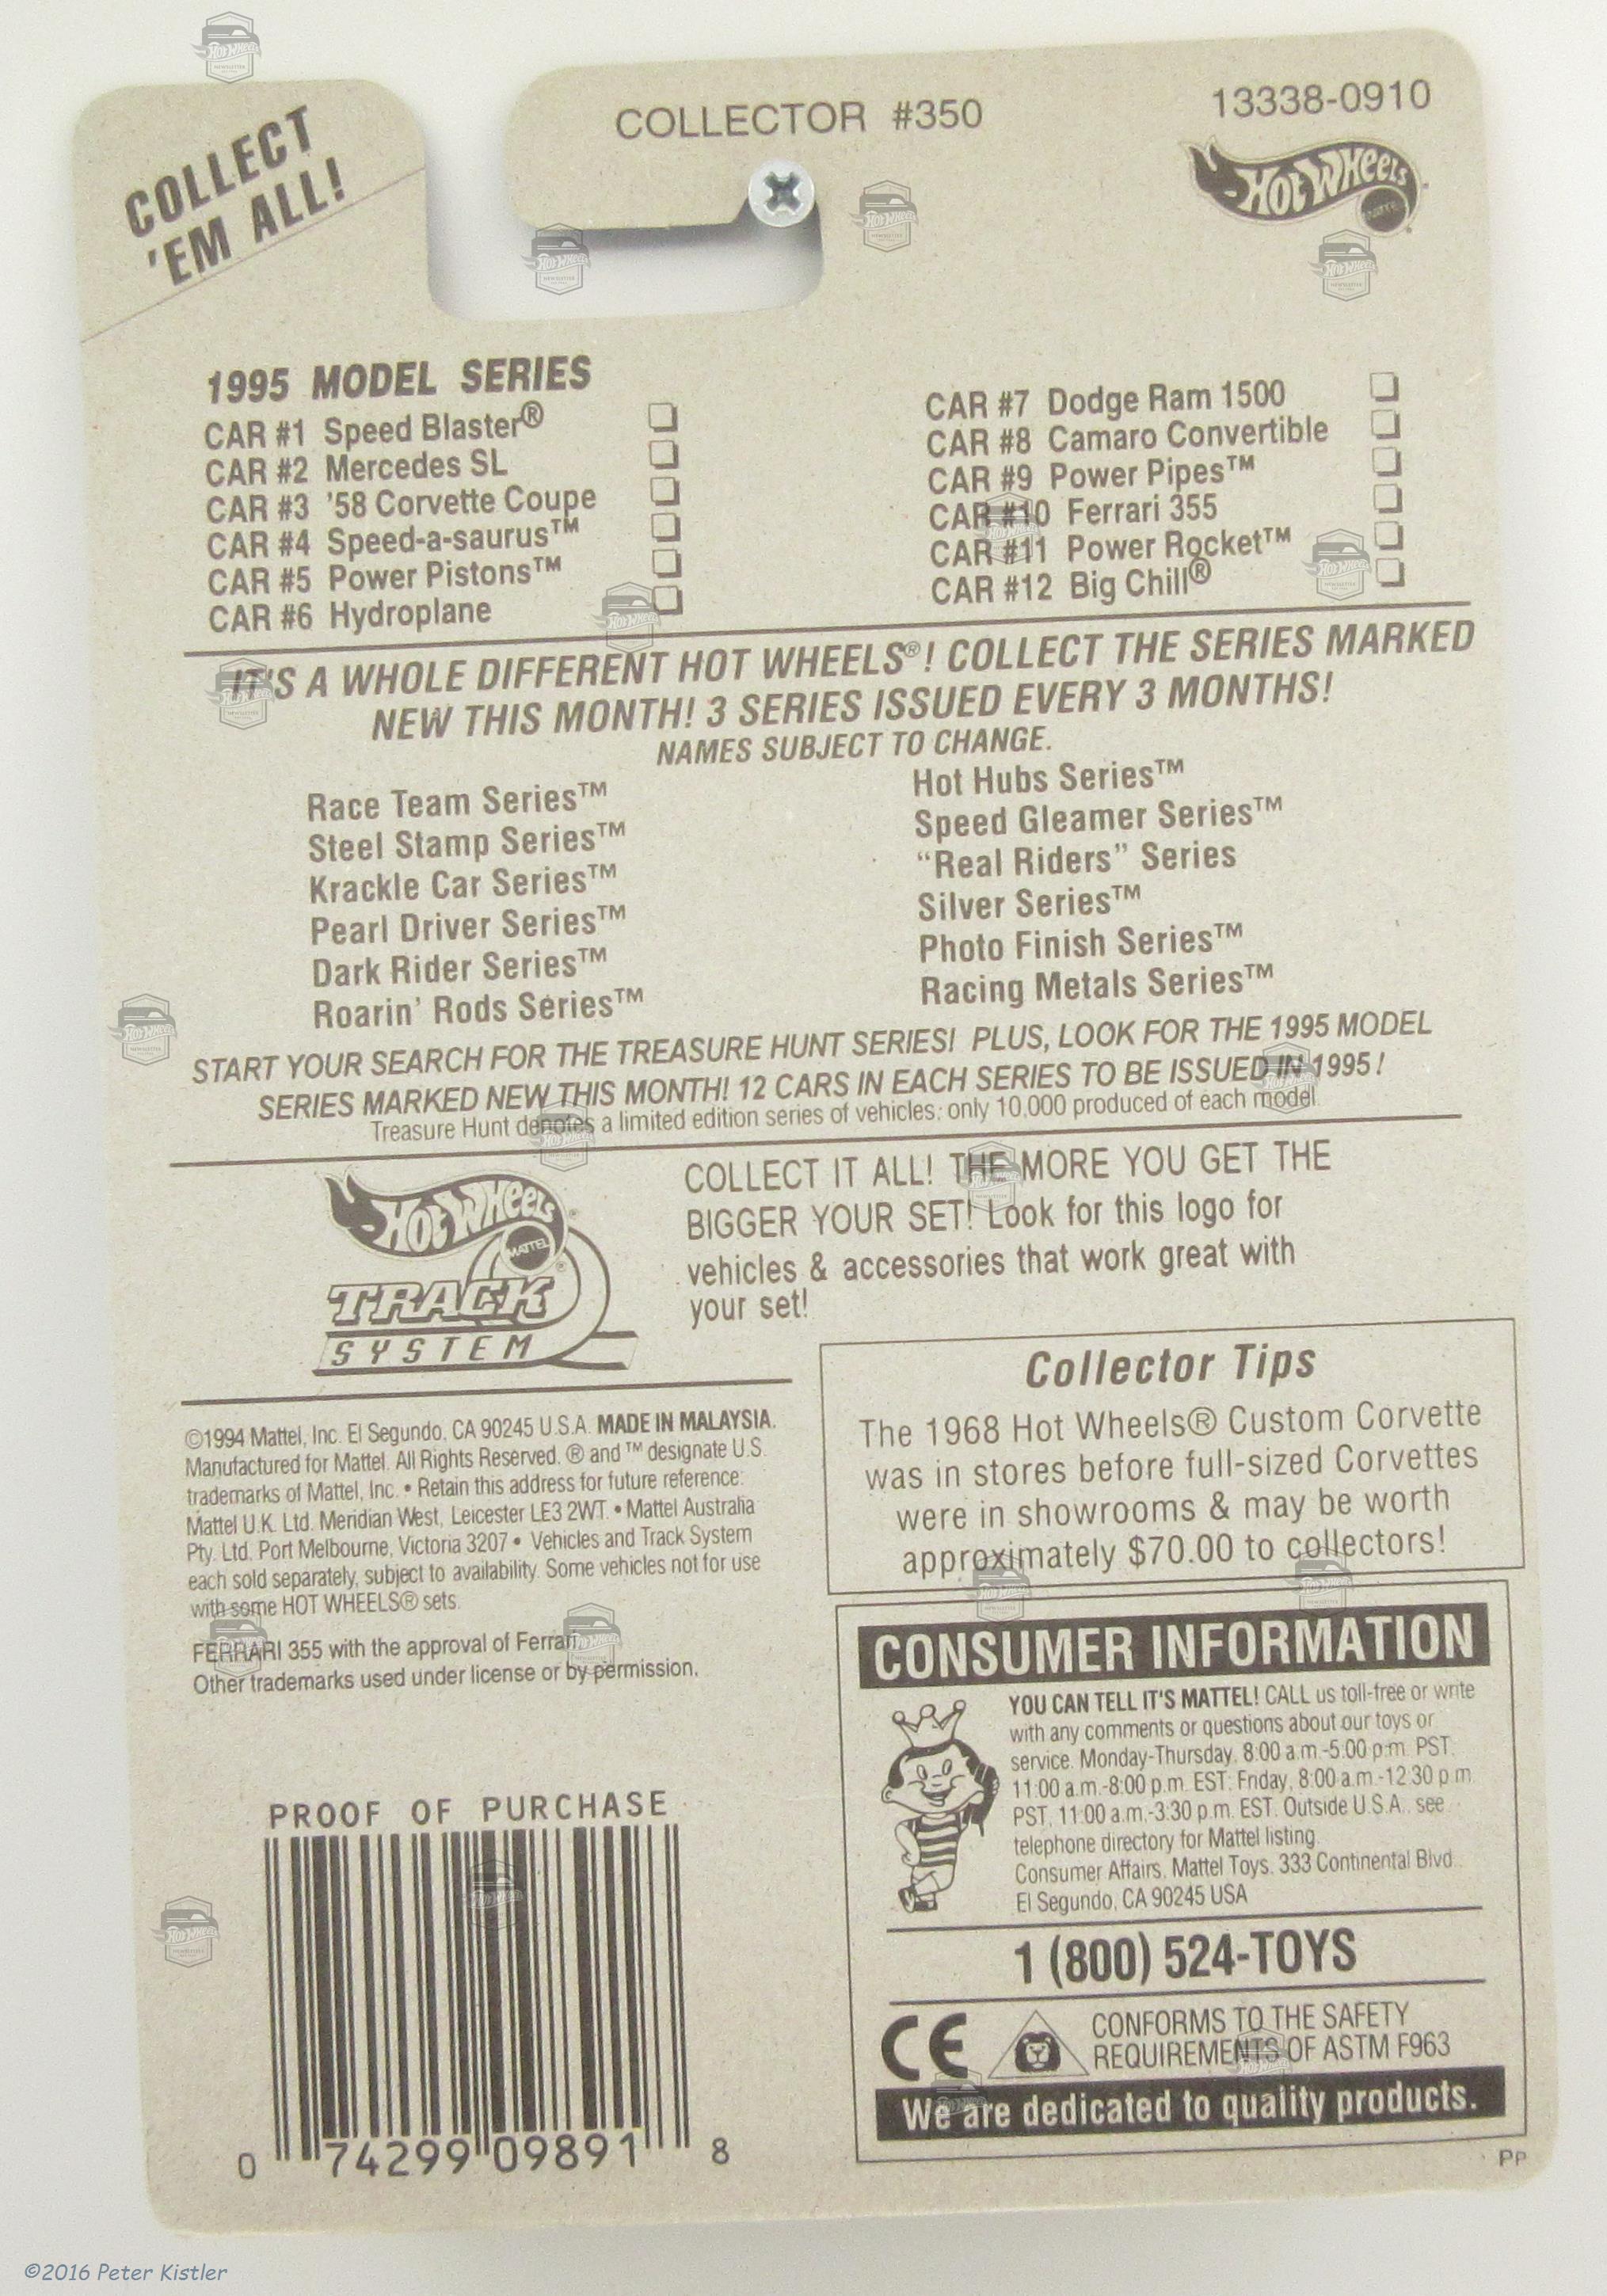 COLLECT
'EM ALL!
COLLECTOR #350
13338-0910
HOT WHEELS
MATTEL
1995 MODEL SERIES
CAR #1 Speed Blaster®
CAR #2 Mercedes SL
CAR #3 '58 Corvette Coupe
CAR #4 Speed-a-saurus™
CAR #5 Power Pistons™
CAR #6 Hydroplane
CAR #7 Dodge Ram 1500
CAR #8 Camaro Convertible
CAR #9 Power Pipes™
CAR #10 Ferrari 355
CAR #11 Power Rocket™
CAR #12 Big Chill®
IT'S A WHOLE DIFFERENT HOT WHEELS®! COLLECT THE SERIES MARKED
NEW THIS MONTH! 3 SERIES ISSUED EVERY 3 MONTHS!
NAMES SUBJECT TO CHANGE.
Race Team Series™
Steel Stamp Series™
Krackle Car Series™
Pearl Driver Series™
Dark Rider Series™
Roarin' Rods Series™
Hot Hubs Series™
Speed Gleamer Series™
“Real Riders” Series
Silver Series™
Photo Finish Series™
Racing Metals Series™
START YOUR SEARCH FOR THE TREASURE HUNT SERIES! PLUS, LOOK FOR THE 1995 MODEL
SERIES MARKED NEW THIS MONTH! 12 CARS IN EACH SERIES TO BE ISSUED IN 1995!
Treasure Hunt denotes a limited edition series of vehicles; only 10,000 produced of each model.
HOT WHEELS®
MATTEL®
TRACK
SYSTEM
COLLECT IT ALL! THE MORE YOU GET THE
BIGGER YOUR SET! Look for this logo for
vehicles & accessories that work great with
your set!
Collector Tips
The 1968 Hot Wheels® Custom Corvette
was in stores before full-sized Corvettes
were in showrooms & may be worth
approximately $70.00 to collectors!
©1994 Mattel, Inc. El Segundo, CA 90245 U.S.A. MADE IN MALAYSIA.
Manufactured for Mattel. All Rights Reserved. ® and ™ designate U.S.
trademarks of Mattel, Inc. • Retain this address for future reference:
Mattel U.K. Ltd. Meridian West, Leicester LE3 2WT. • Mattel Australia
Pty. Ltd. Port Melbourne, Victoria 3207 • Vehicles and Track System
each sold separately, subject to availability. Some vehicles not for use
with some HOT WHEELS® sets.
FERRARI 355 with the approval of Ferrari.
Other trademarks used under license or by permission.
CONSUMER INFORMATION
YOU CAN TELL IT'S MATTEL! CALL us toll-free or write
with any comments or questions about our toys or
service. Monday-Thursday, 8:00 a.m.-5:00 p.m. PST.
11:00 a.m.-8:00 p.m. EST: Friday, 8:00 a.m.-12:30 p.m.
PST, 11:00 a.m.-3:30 p.m. EST. Outside U.S.A., see
telephone directory for Mattel listing.
Consumer Affairs, Mattel Toys, 333 Continental Blvd.
El Segundo, CA 90245 USA
1 (800) 524-TOYS
CE
CONFORMS TO THE SAFETY
REQUIREMENTS OF ASTM F963
We are dedicated to quality products.
PROOF OF PURCHASE
0 74299 09891 8
PP
©2016 Peter Kistler